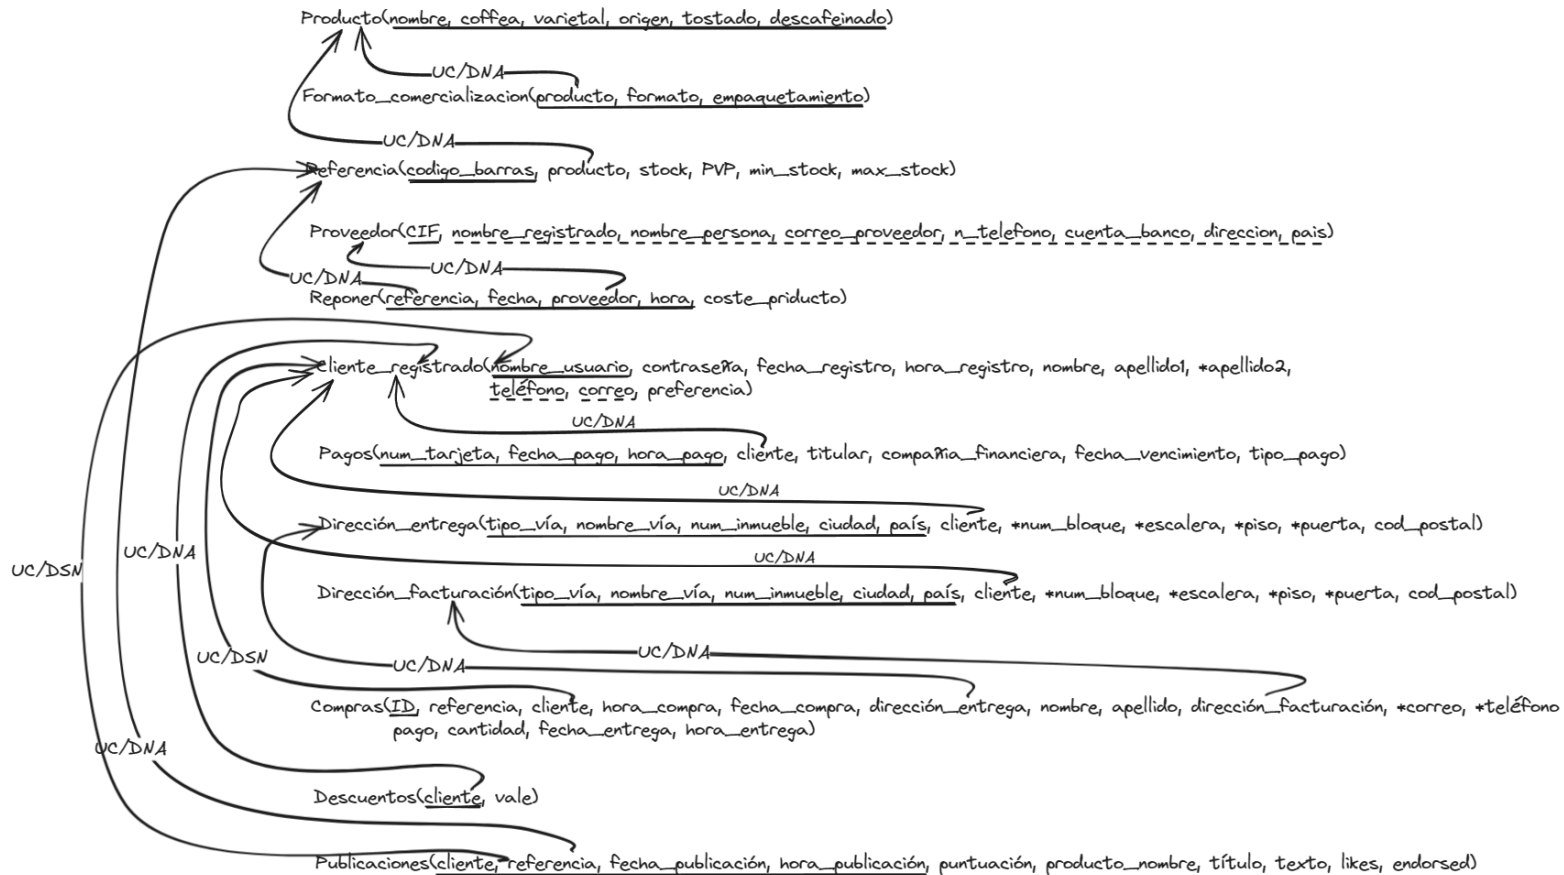 Producto(nombre, coffea, varietal, origen, tostado, descafeinado)
UC/DNA
Formato_comercializacion(producto, formato, empaquetamiento)
UC/DNA
Referencia(codigo_barras, producto, stock, PVP, min_stock, max_stock)
Proveedor(CIF, nombre_registrado, nombre_persona, correo_proveedor, n_telefono, cuenta_banco, direccion, pais)
UC/DNA
UC/DNA
Reponer(referencia, fecha, proveedor, hora, coste_priducto)
Cliente_registrado(nombre_usuario, contraseña, fecha_registro, hora_registro, nombre, apellido1, *apellido2,
teléfono, correo, preferencia)
UC/DNA
Pagos(num_tarjeta, fecha_pago, hora_pago, cliente, titular, compañia_financiera, fecha_vencimiento, tipo_pago)
UC/DNA
Dirección_entrega(tipo_vía, nombre_vía, num_inmueble, ciudad, país, cliente, *num_bloque, *escalera, *piso, *puerta, cod_postal)
UC/DNA
UC/DNA
UC/DSN
Dirección_facturación(tipo_vía, nombre_vía, num_inmueble, ciudad, país, cliente, *num_bloque, *escalera, *piso, *puerta, cod_postal)
UC/DNA
UC/DSN
UC/DNA
Compras(ID, referencia, cliente, hora_compra, fecha_compra, dirección_entrega, nombre, apellido, dirección_facturación, *correo, *teléfono
pago, cantidad, fecha_entrega, hora_entrega)
UC/DNA
Descuentos(cliente, vale)
Publicaciones(cliente, referencia, fecha_publicación, hora_publicación, puntuación, producto_nombre, título, texto, likes, endorsed)